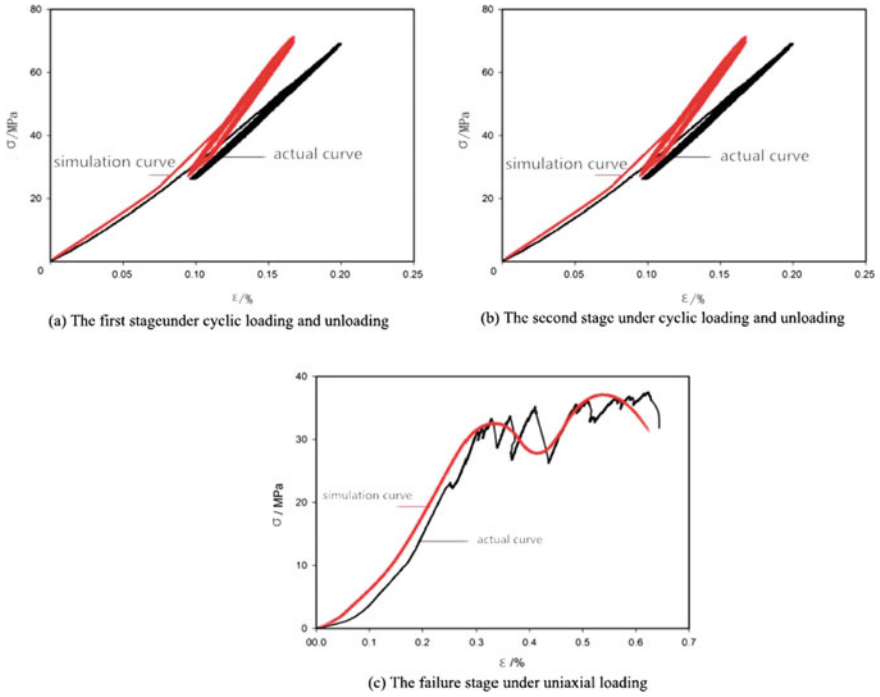 80
60
40
20
0
σ/MPa
simulation curve
actual curve
0.05
0.10
0.15
0.20
0.25
ε/%
(a) The first stageunder cyclic loading and unloading
80
60
40
20
0
σ/MPa
simulation curve
actual curve
0.05
0.10
0.15
0.20
0.25
ε/%
(b) The second stage under cyclic loading and unloading
40
30
20
10
0
σ / MPa
simulation curve
actual curve
00.0
0.1
0.2
0.3
0.4
0.5
0.6
0.7
ε /%
(c) The failure stage under uniaxial loading